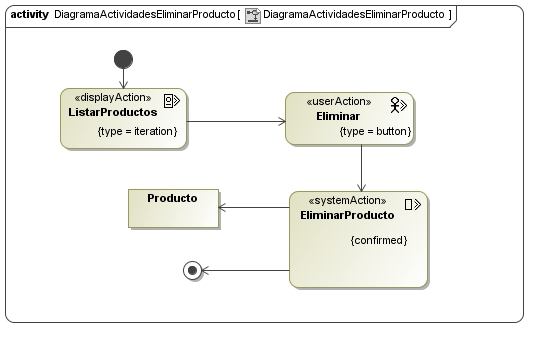 activity DiagramaActividadesEliminarProducto[ DiagramaActividadesEliminarProducto ]
«displayAction»
ListarProductos
{type = iteration}
«userAction»
Eliminar
{type = button}
Producto
«systemAction»
EliminarProducto
{confirmed}